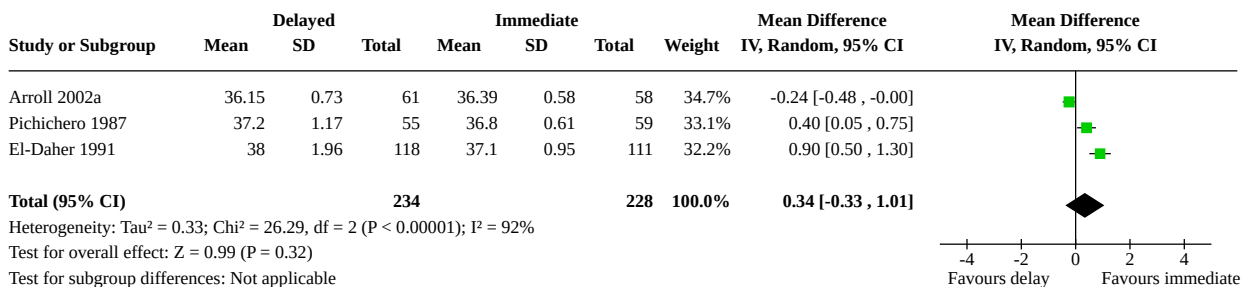 Delayed Immediate Mean Difference Mean Difference
Study or Subgroup Mean SD Total Mean SD Total Weight IV, Random, 95% CI IV, Random, 95% CI
Arroll 2002a 36.15 0.73 61 36.39 0.58 58 34.7% -0.24 [-0.48 , -0.00]
Pichichero 1987 37.2 1.17 55 36.8 0.61 59 33.1% 0.40 [0.05 , 0.75]
El-Daher 1991 38 1.96 118 37.1 0.95 111 32.2% 0.90 [0.50 , 1.30]
Total (95% CI) 234 228 100.0% 0.34 [-0.33 , 1.01]
Heterogeneity: Tau² = 0.33; Chi² = 26.29, df = 2 (P < 0.00001); I² = 92%
Test for overall effect: Z = 0.99 (P = 0.32)
Test for subgroup differences: Not applicable
-4 -2 0 2 4
Favours delay Favours immediate